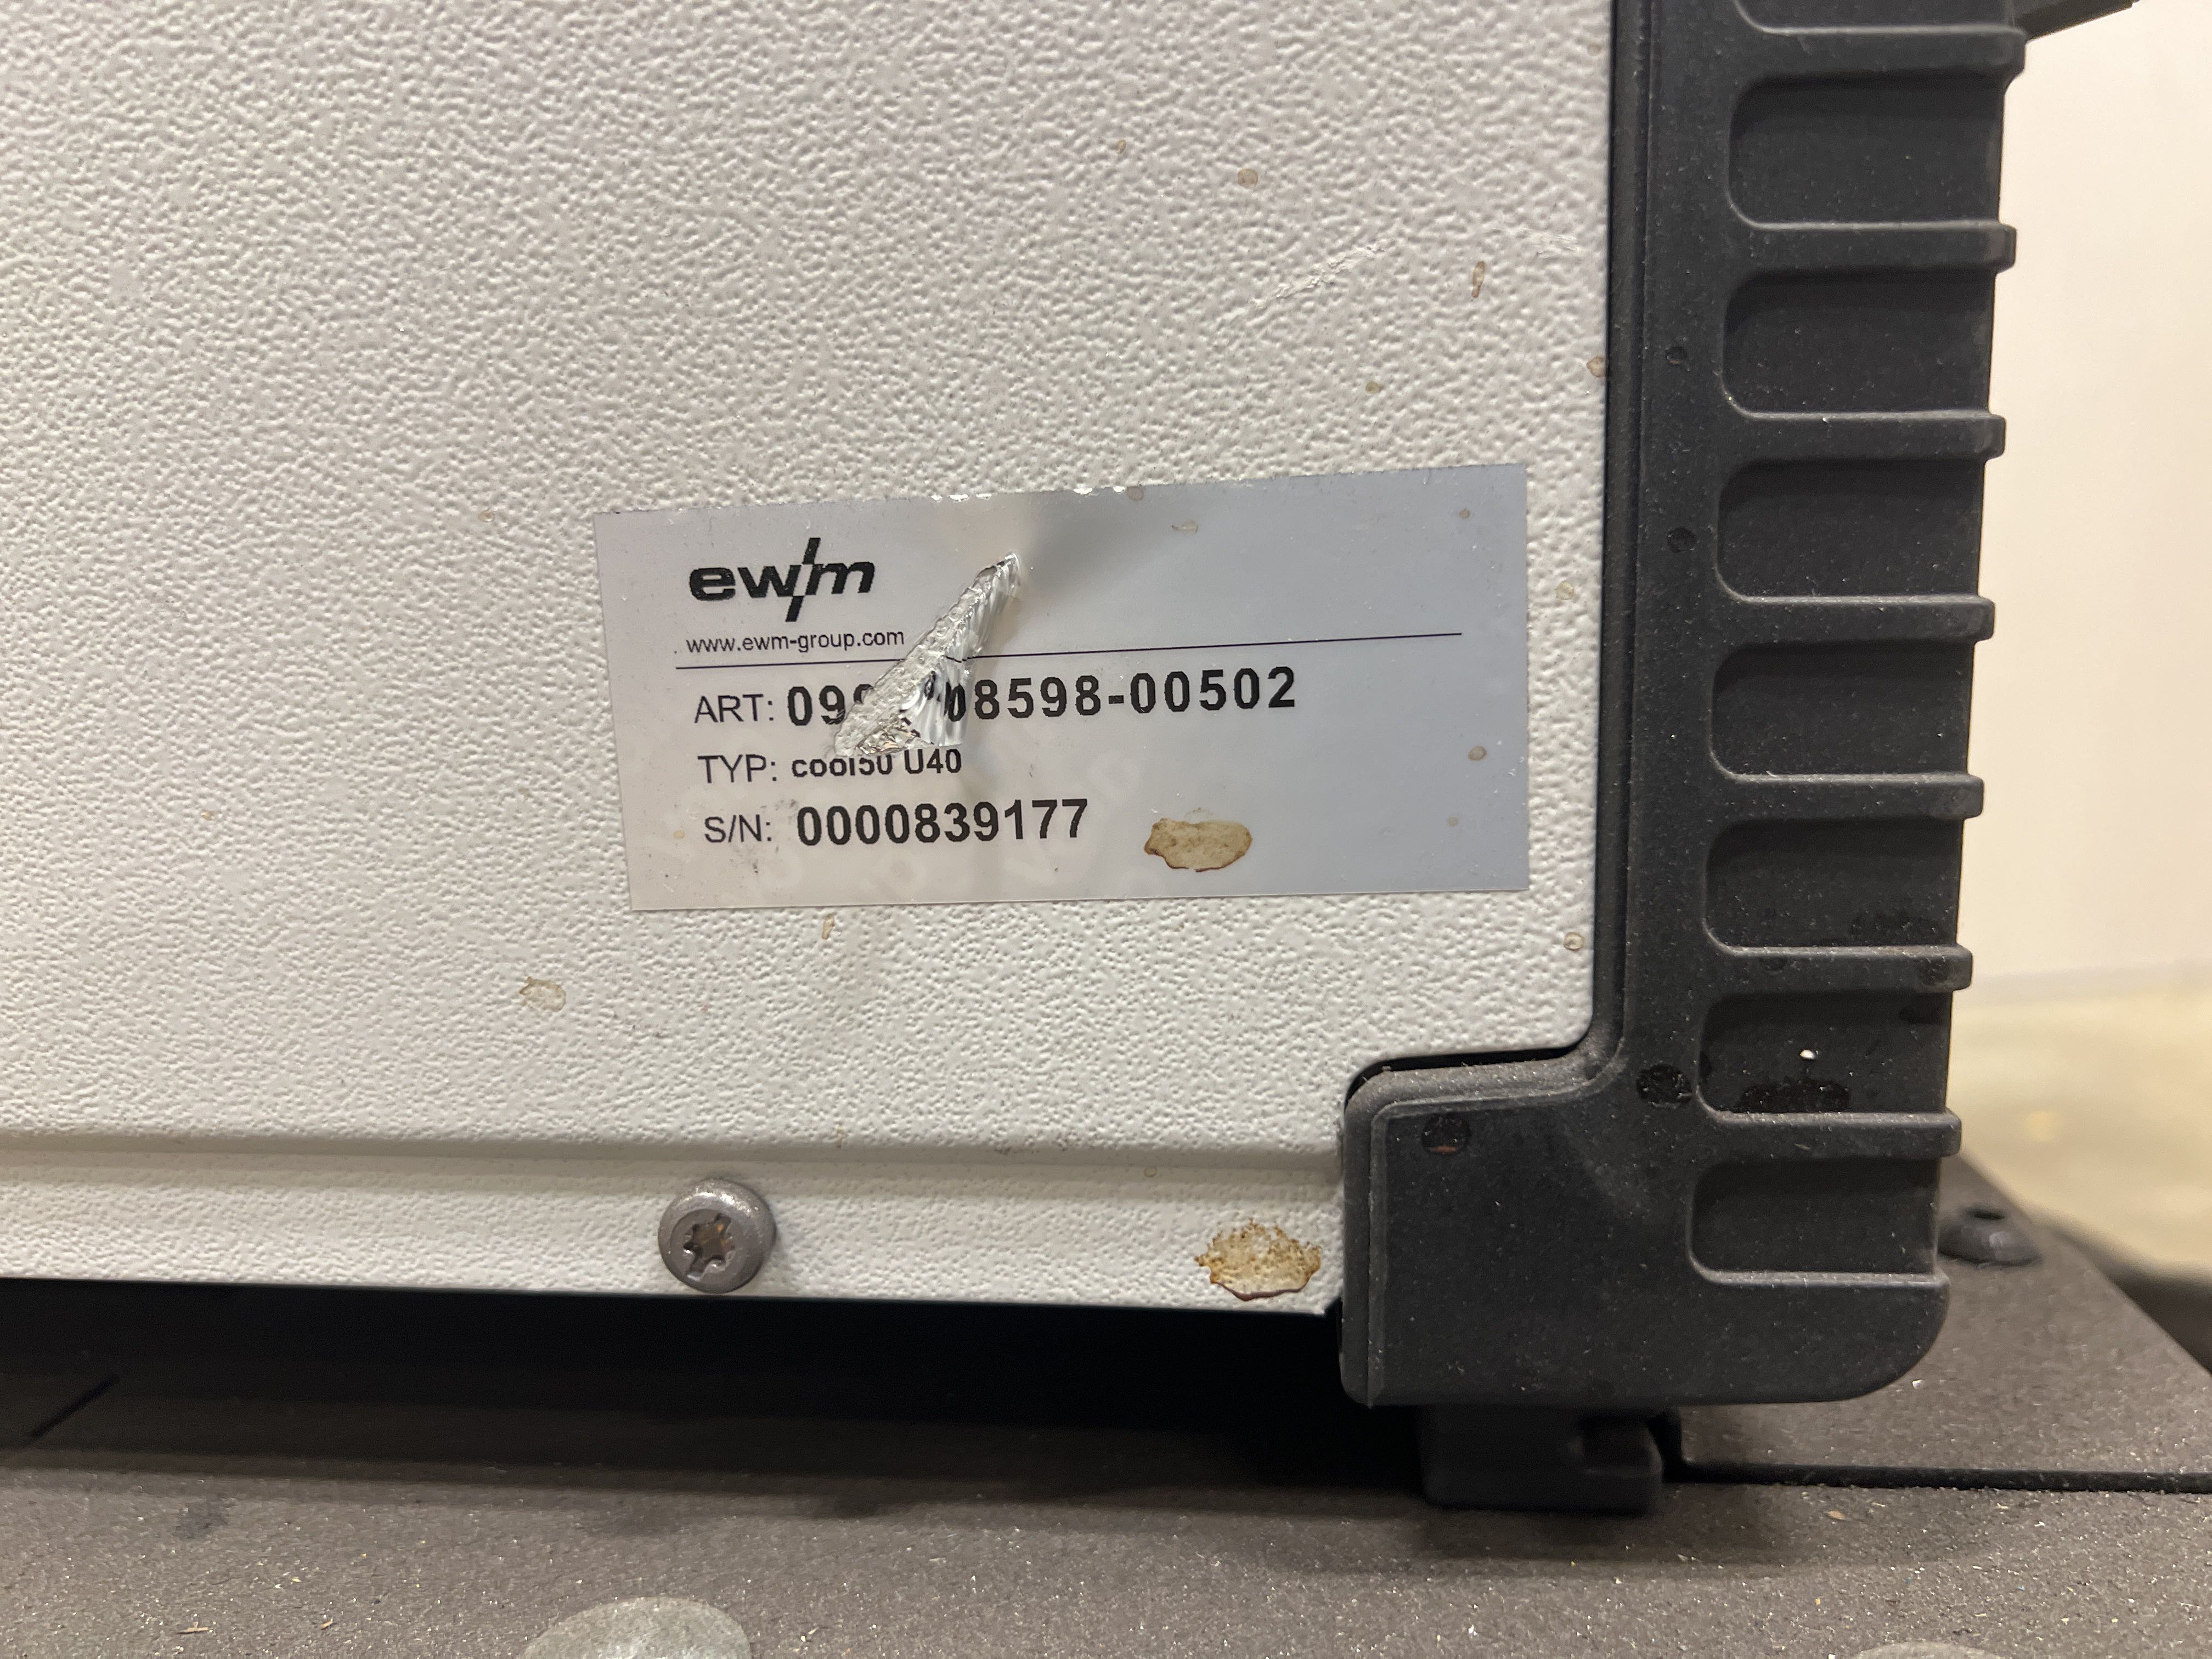 ewm
www.ewm-group.com
ART: 08598-00502
TYP: cool50 U40
S/N: 0000839177